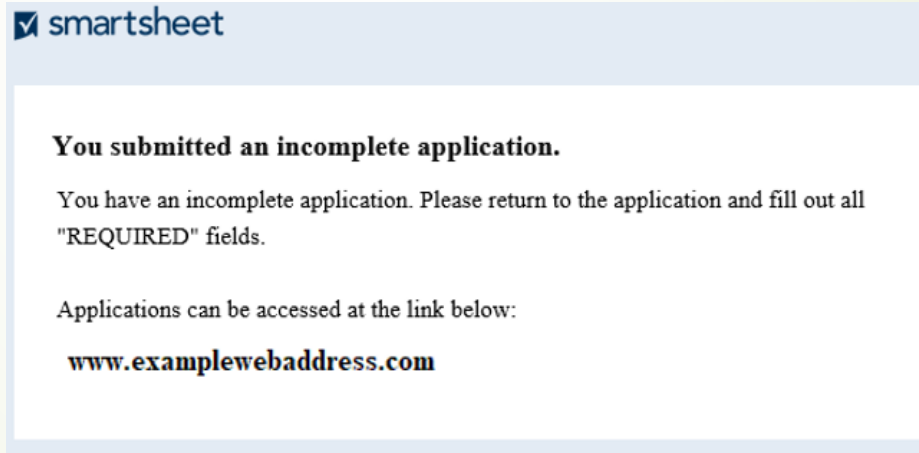 smartsheet
You submitted an incomplete application.
You have an incomplete application. Please return to the application and fill out all
"REQUIRED" fields.
Applications can be accessed at the link below:
www.examplewebaddress.com